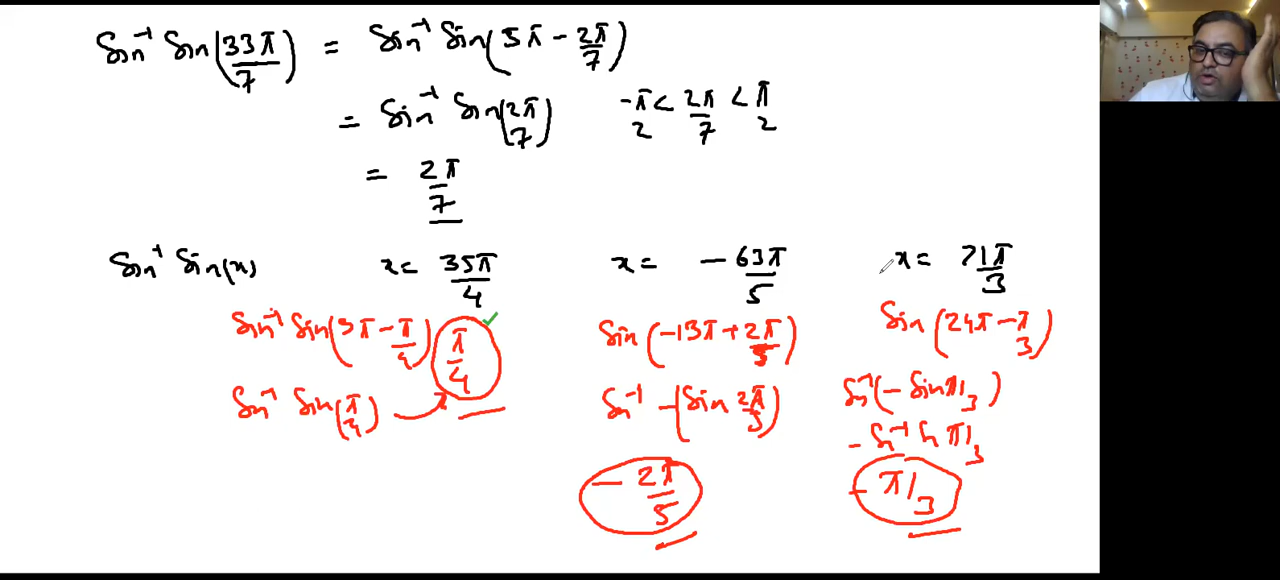 sin⁻¹ sin(33π/7) = sin⁻¹ sin(5π − 2π/7)
= sin⁻¹ sin(2π/7) -π/2 < 2π/7 < π/2
= 2π/7
sin⁻¹ sin(x) x = 35π/4 x = −63π/5 x = 71π/3
sin⁻¹ sin(9π − π/4) π/4 ✓ sin(−13π + 2π/5) sin(24π − π/3)
sin⁻¹ sin(π/4) sin⁻¹ −(sin 2π/5) sin⁻¹(− sin π/3)
− sin⁻¹ sin π/3
− 2π/5 − π/3